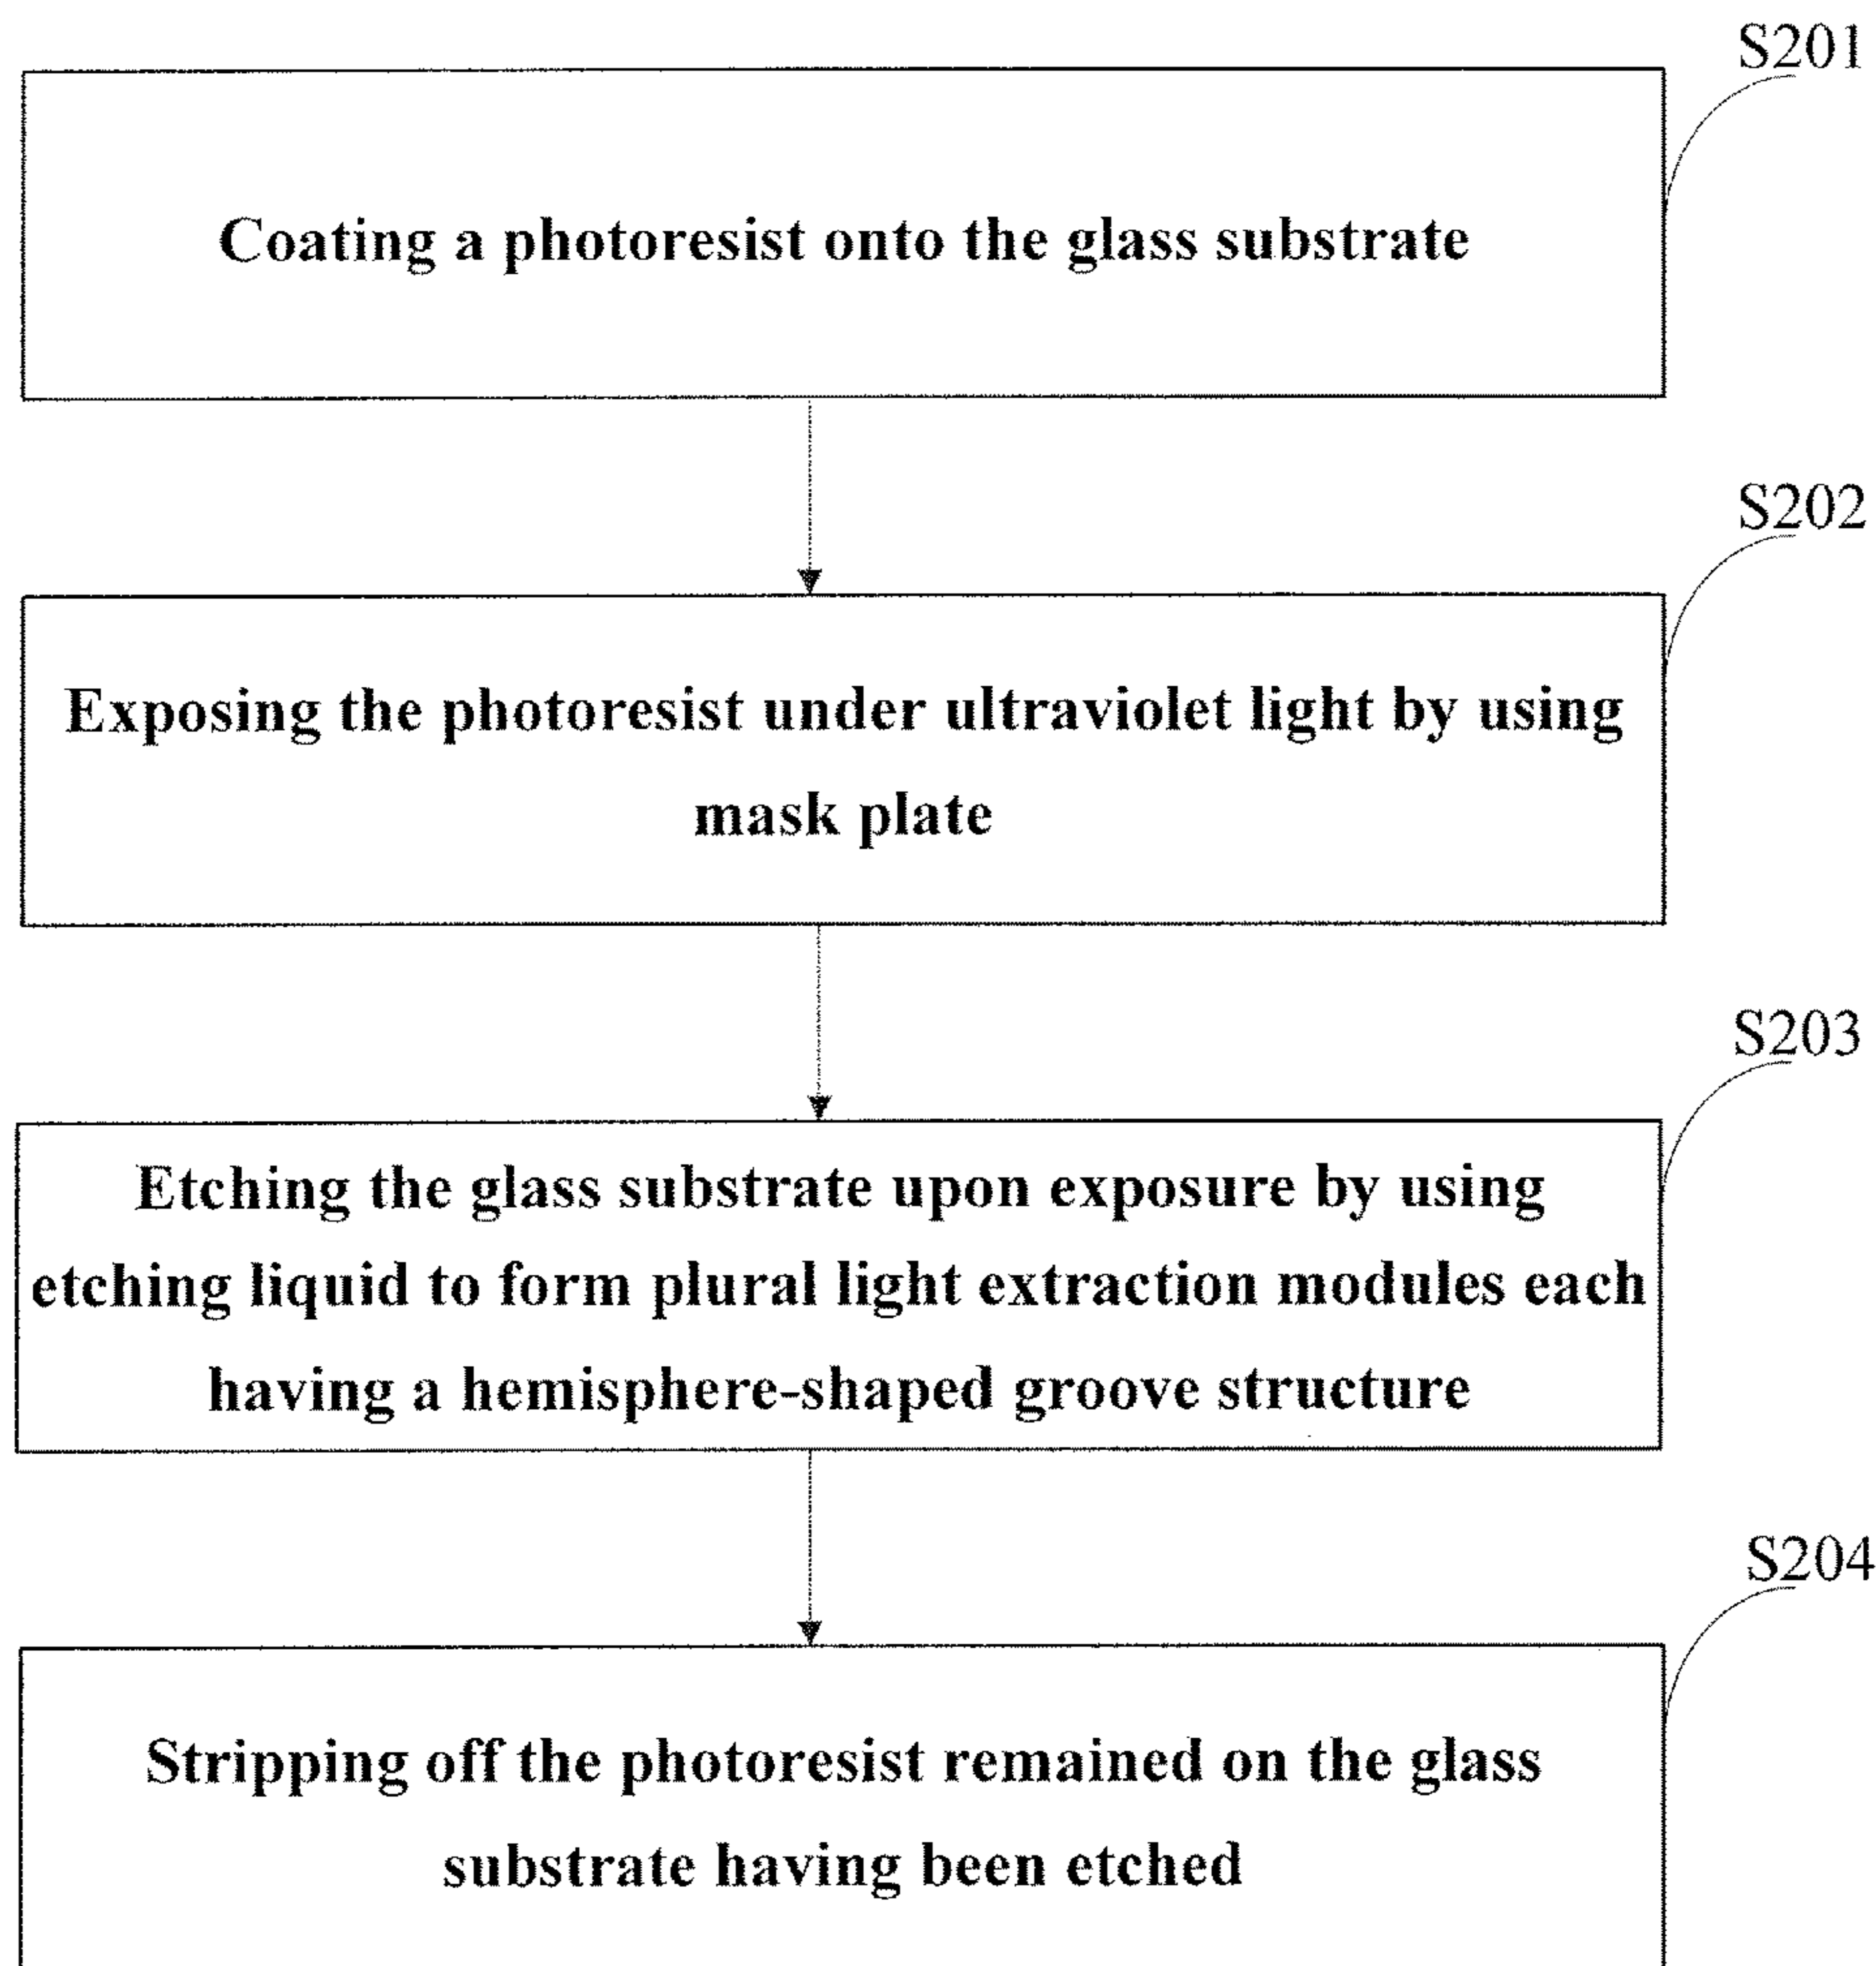 S201
Coating a photoresist onto the glass substrate
S202
Exposing the photoresist under ultraviolet light by using
mask plate
S203
Etching the glass substrate upon exposure by using
etching liquid to form plural light extraction modules each
having a hemisphere-shaped groove structure
S204
Stripping off the photoresist remained on the glass
substrate having been etched